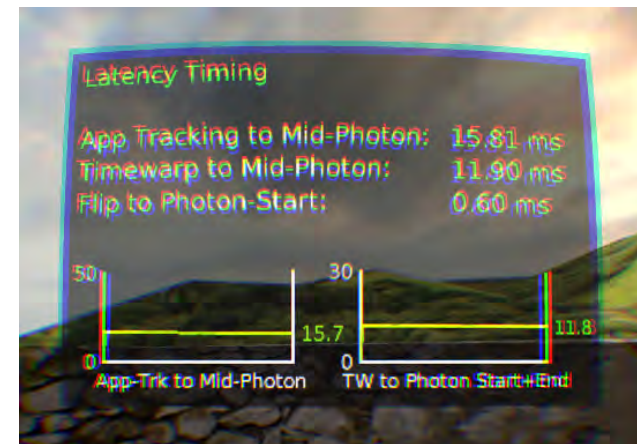 Latency Timing
App Tracking to Mid-Photon: 15.81 ms
Timewarp to Mid-Photon: 11.90 ms
Flip to Photon-Start: 0.60 ms
50 30
15.7 11.8
0 0
App-Trk to Mid-Photon TW to Photon Start+End